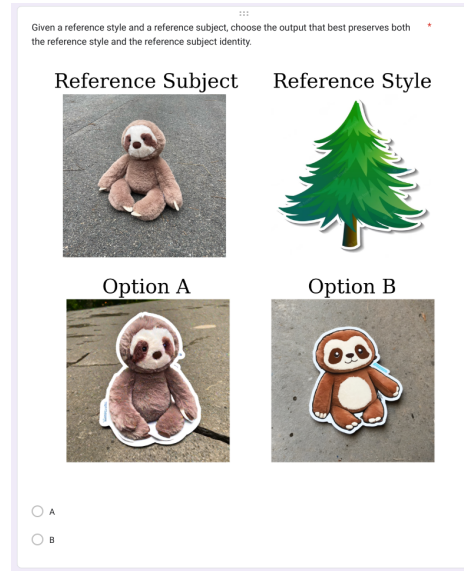 Given a reference style and a reference subject, choose the output that best preserves both *
the reference style and the reference subject identity.
Reference Subject Reference Style
Option A Option B
A
B